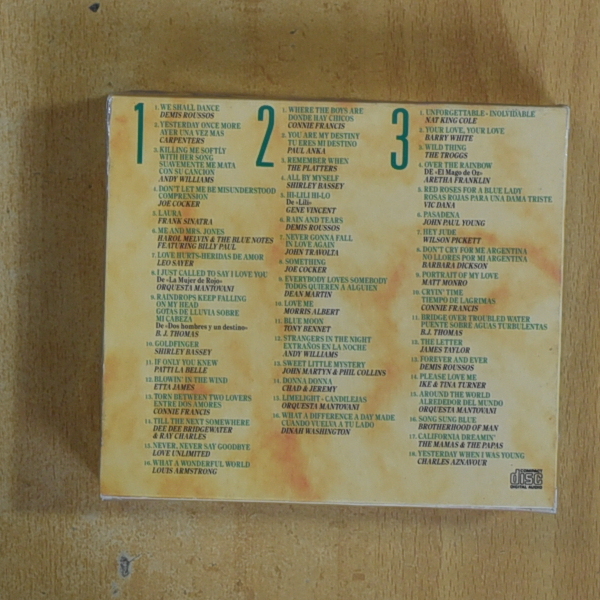 1
1. WE SHALL DANCE
DEMIS ROUSSOS
2. YESTERDAY ONCE MORE
AYER UNA VEZ MAS
CARPENTERS
3. KILLING ME SOFTLY
WITH HER SONG
SUAVEMENTE ME MATA
CON SU CANCION
ANDY WILLIAMS
4. DON'T LET ME BE MISUNDERSTOOD
COMPRENSION
JOE COCKER
5. LAURA
FRANK SINATRA
6. ME AND MRS. JONES
HAROL MELVIN & THE BLUE NOTES
FEATURING BILLY PAUL
7. LOVE HURTS-HERIDAS DE AMOR
LEO SAYER
8. I JUST CALLED TO SAY I LOVE YOU
De «La Mujer de Rojo»
ORQUESTA MANTOVANI
9. RAINDROPS KEEP FALLING
ON MY HEAD
GOTAS DE LLUVIA SOBRE
MI CABEZA
De «Dos hombres y un destino»
B. J. THOMAS
10. GOLDFINGER
SHIRLEY BASSEY
11. IF ONLY YOU KNEW
PATTI LA BELLE
12. BLOWIN' IN THE WIND
ETTA JAMES
13. TORN BETWEEN TWO LOVERS
ENTRE DOS AMORES
CONNIE FRANCIS
14. TILL THE NEXT SOMEWHERE
DEE DEE BRIDGEWATER
& RAY CHARLES
15. NEVER, NEVER SAY GOODBYE
LOVE UNLIMITED
16. WHAT A WONDERFUL WORLD
LOUIS ARMSTRONG
2
1. WHERE THE BOYS ARE
DONDE HAY CHICOS
CONNIE FRANCIS
2. YOU ARE MY DESTINY
TU ERES MI DESTINO
PAUL ANKA
3. REMEMBER WHEN
THE PLATTERS
4. ALL BY MYSELF
SHIRLEY BASSEY
5. HI-LILI HI-LO
De «Lili»
GENE VINCENT
6. RAIN AND TEARS
DEMIS ROUSSOS
7. NEVER GONNA FALL
IN LOVE AGAIN
JOHN TRAVOLTA
8. SOMETHING
JOE COCKER
9. EVERYBODY LOVES SOMEBODY
TODOS QUIEREN A ALGUIEN
DEAN MARTIN
10. LOVE ME
MORRIS ALBERT
11. BLUE MOON
TONY BENNET
12. STRANGERS IN THE NIGHT
EXTRAÑOS EN LA NOCHE
ANDY WILLIAMS
13. SWEET LITTLE MYSTERY
JOHN MARTYN & PHIL COLLINS
14. DONNA DONNA
CHAD & JEREMY
15. LIMELIGHT - CANDILEJAS
ORQUESTA MANTOVANI
16. WHAT A DIFFERENCE A DAY MADE
CUANDO VUELVA A TU LADO
DINAH WASHINGTON
3
1. UNFORGETTABLE - INOLVIDABLE
NAT KING COLE
2. YOUR LOVE, YOUR LOVE
BARRY WHITE
3. WILD THING
THE TROGGS
4. OVER THE RAINBOW
DE «El Mago de Oz»
ARETHA FRANKLIN
5. RED ROSES FOR A BLUE LADY
ROSAS ROJAS PARA UNA DAMA TRISTE
VIC DANA
6. PASADENA
JOHN PAUL YOUNG
7. HEY JUDE
WILSON PICKETT
8. DON'T CRY FOR ME ARGENTINA
NO LLORES POR MI ARGENTINA
BARBARA DICKSON
9. PORTRAIT OF MY LOVE
MATT MONRO
10. CRYIN' TIME
TIEMPO DE LAGRIMAS
CONNIE FRANCIS
11. BRIDGE OVER TROUBLED WATER
PUENTE SOBRE AGUAS TURBULENTAS
B.J. THOMAS
12. THE LETTER
JAMES TAYLOR
13. FOREVER AND EVER
DEMIS ROUSSOS
14. PLEASE LOVE ME
IKE & TINA TURNER
15. AROUND THE WORLD
ALREDEDOR DEL MUNDO
ORQUESTA MANTOVANI
16. SONG SUNG BLUE
BROTHERHOOD OF MAN
17. CALIFORNIA DREAMIN'
THE MAMAS & THE PAPAS
18. YESTERDAY WHEN I WAS YOUNG
CHARLES AZNAVOUR
COMPACT
disc
DIGITAL AUDIO